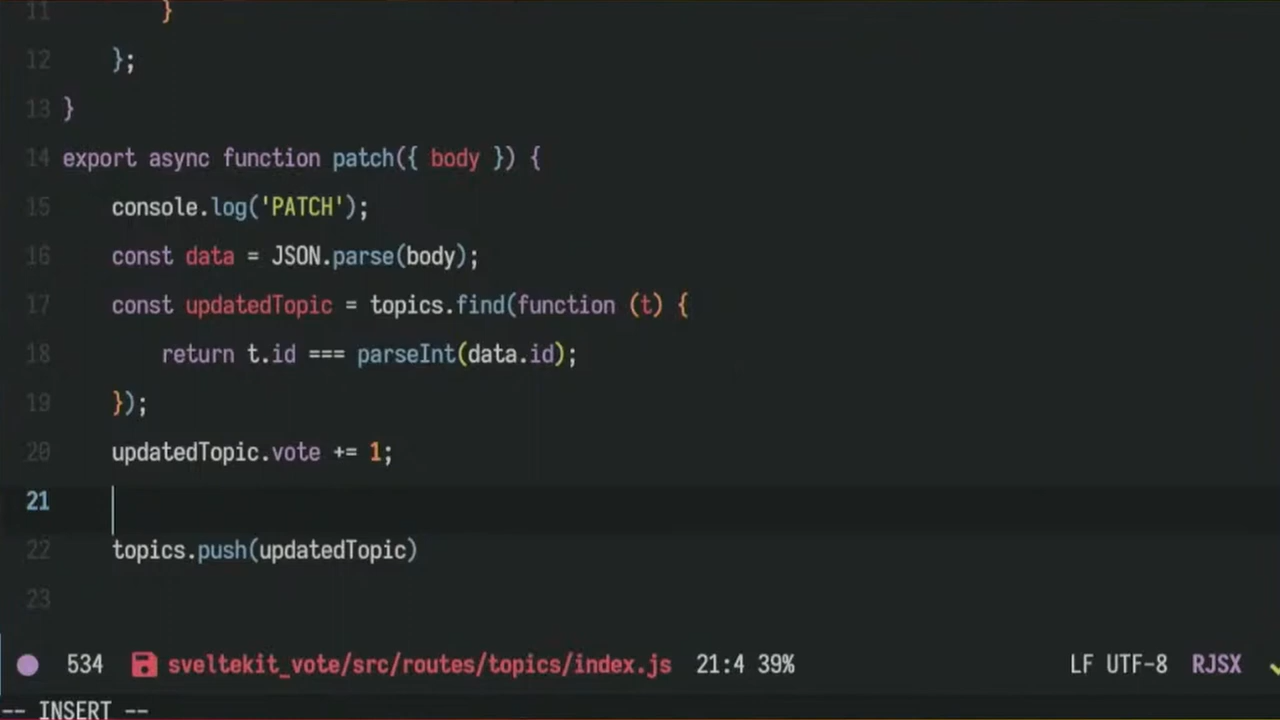 11 }
12 };
13 }
14 export async function patch({ body }) {
15 console.log('PATCH');
16 const data = JSON.parse(body);
17 const updatedTopic = topics.find(function (t) {
18 return t.id === parseInt(data.id);
19 });
20 updatedTopic.vote += 1;
21
22 topics.push(updatedTopic)
23
534 sveltekit_vote/src/routes/topics/index.js 21:4 39% LF UTF-8 RJSX
-- INSERT --